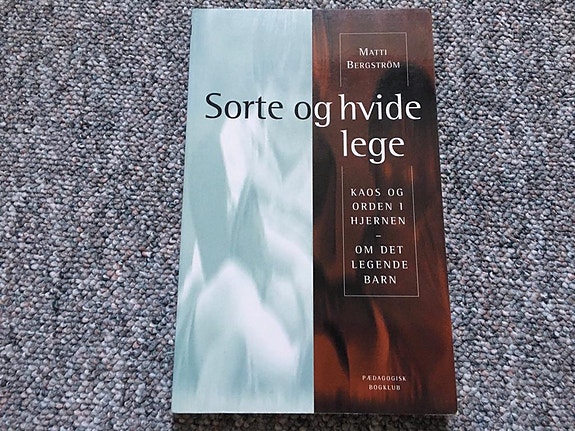 MATTI
BERGSTRÖM
Sorte og hvide
lege
KAOS OG
ORDEN I
HJERNEN
–
OM DET
LEGENDE
BARN
PÆDAGOGISK
BOGKLUB